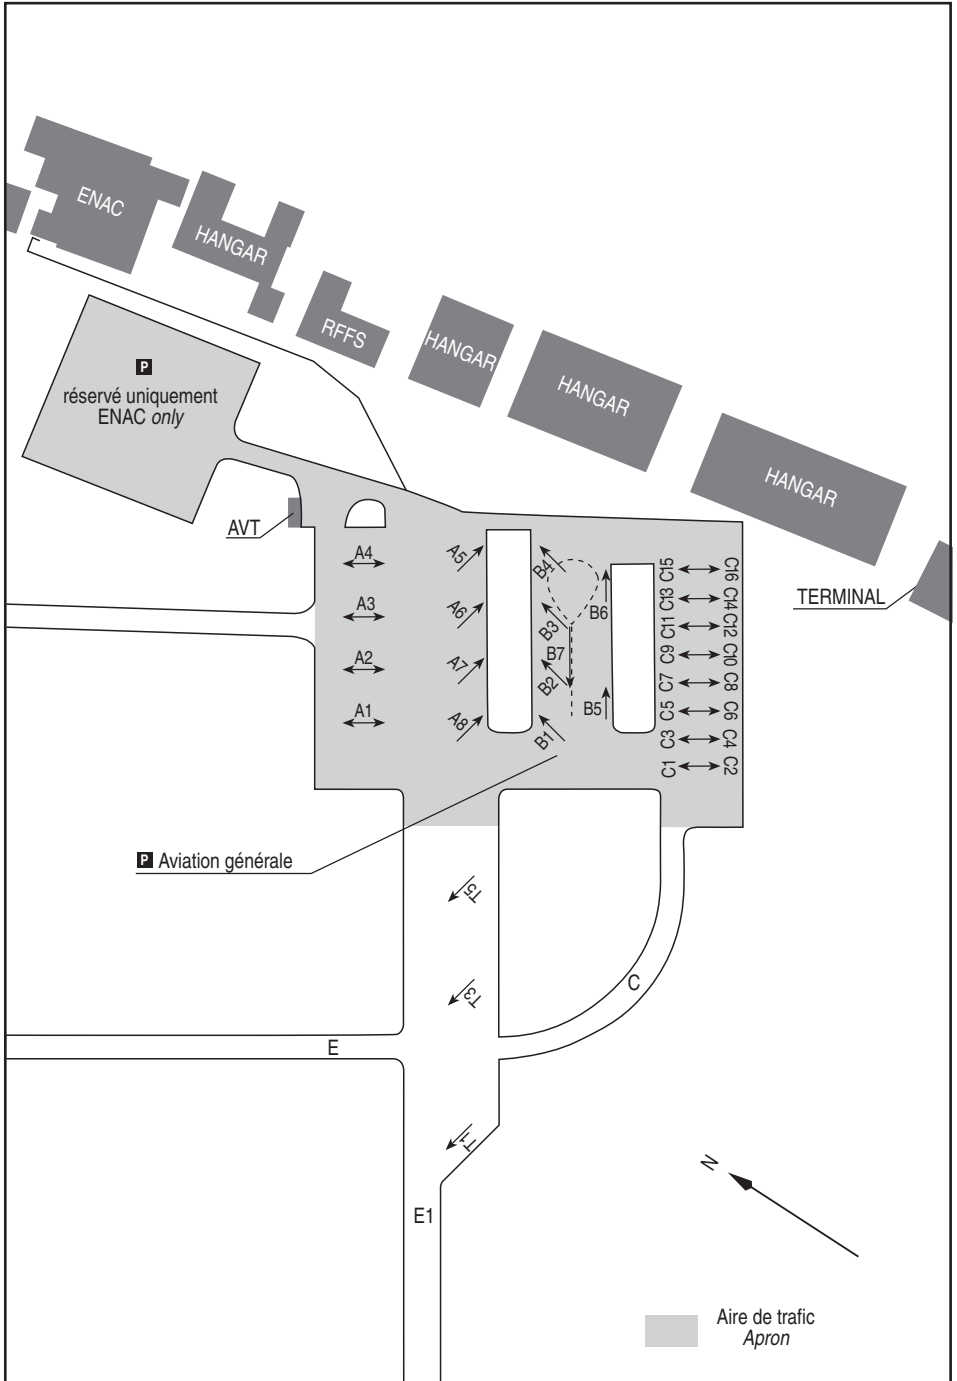 ENAC
HANGAR
RFFS
HANGAR
HANGAR
HANGAR
P
réservé uniquement
ENAC only
AVT
TERMINAL
A4
A3
A2
A1
A5
A6
A7
A8
B4
B3
B7
B2
B1
B6
B5
C15
C16
C13
C14
C11
C12
C9
C10
C7
C8
C5
C6
C3
C4
C1
C2
P Aviation générale
T5
T3
C
E
T1
E1
N
Aire de trafic
Apron